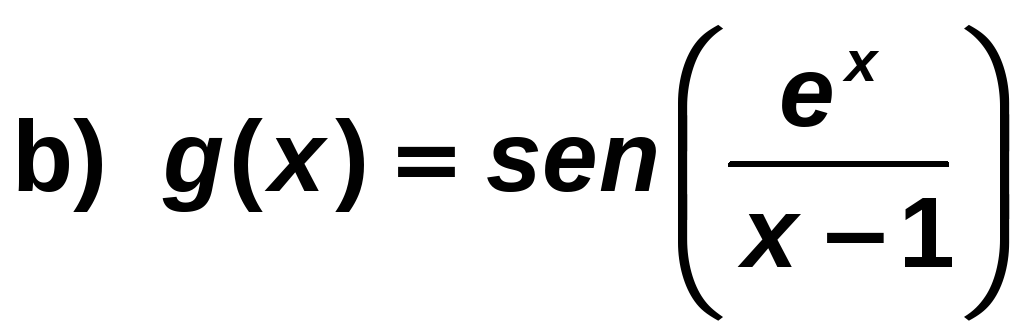 b) g(x) = sen(e^x / (x – 1))